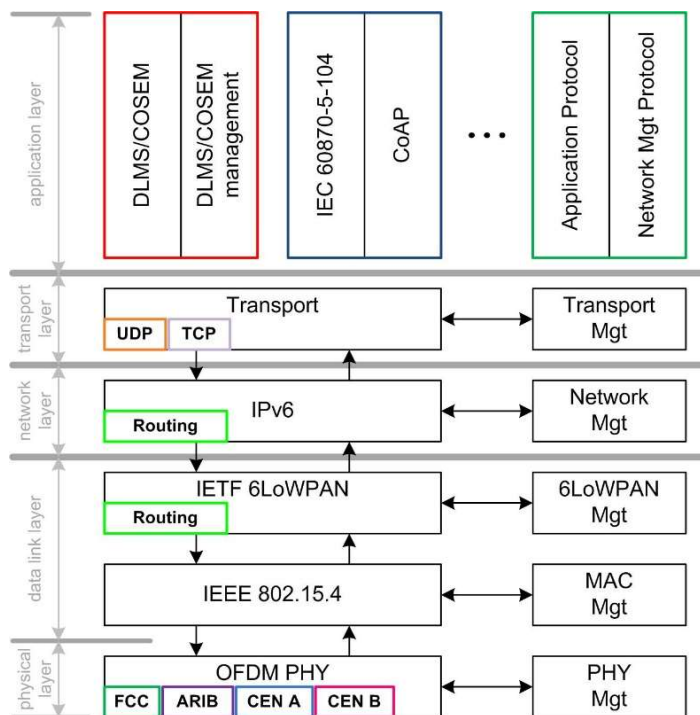 application layer
DLMS/COSEM
DLMS/COSEM
management
IEC 60870-5-104
CoAP
...
Application Protocol
Network Mgt Protocol
transport
layer
Transport
UDP
TCP
Transport
Mgt
network
layer
IPv6
Routing
Network
Mgt
data link layer
IETF 6LoWPAN
Routing
6LoWPAN
Mgt
IEEE 802.15.4
MAC
Mgt
physical
layer
OFDM PHY
FCC
ARIB
CEN A
CEN B
PHY
Mgt